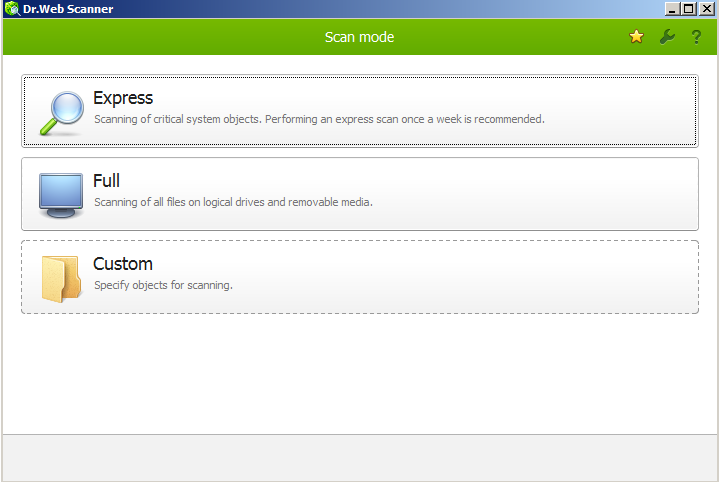 Dr.Web Scanner
Scan mode
?
Express
Scanning of critical system objects. Performing an express scan once a week is recommended.
Full
Scanning of all files on logical drives and removable media.
Custom
Specify objects for scanning.